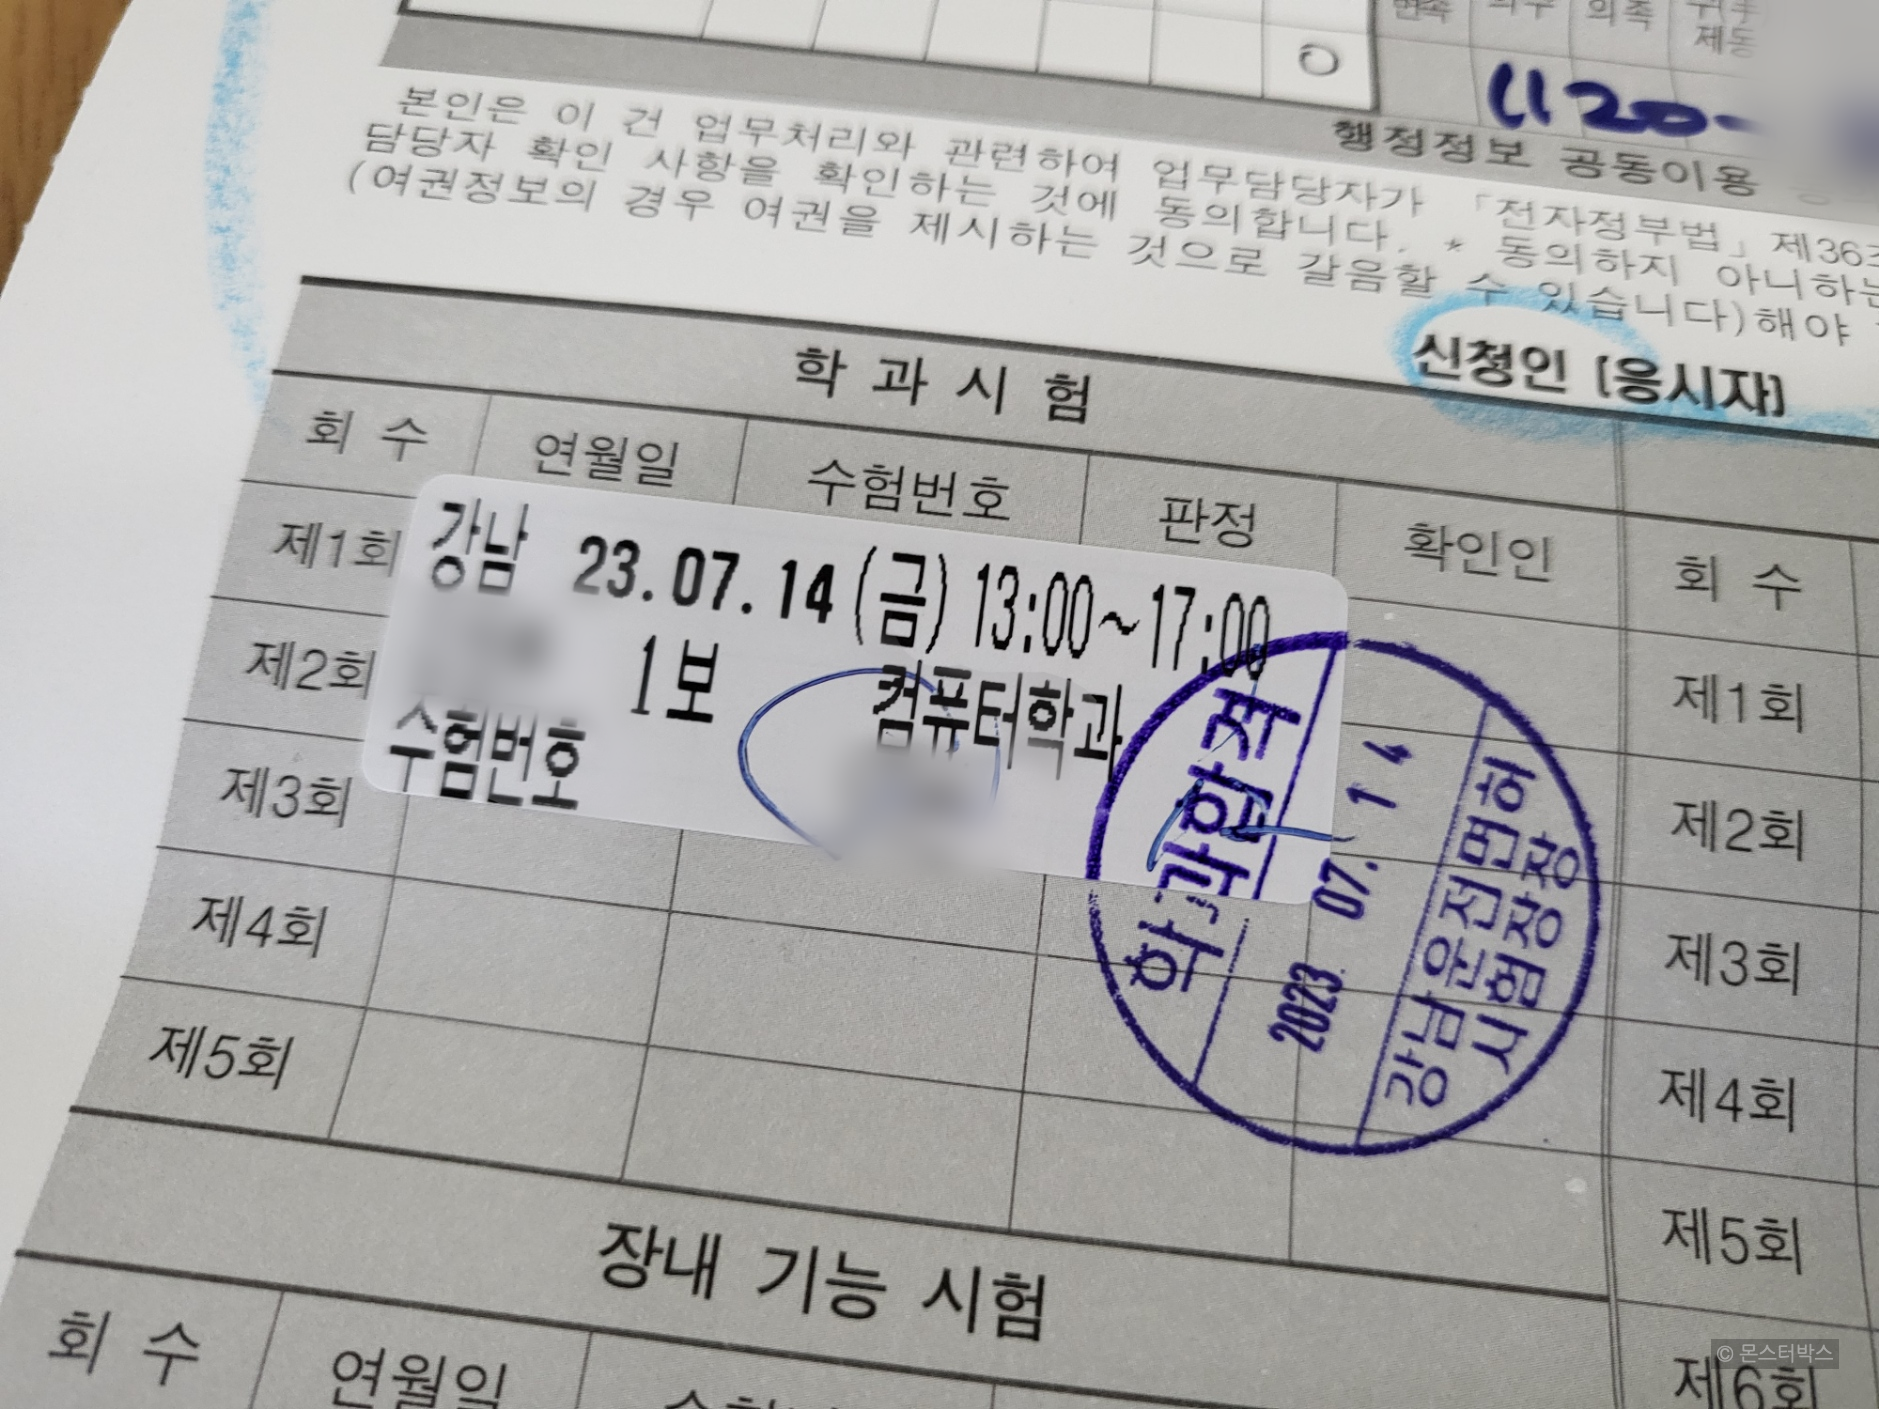 제동
(120-
행정정보 공동이용
본인은 이 건 업무처리와 관련하여 업무담당자가 「전자정부법」 제36조
담당자 확인 사항을 확인하는 것에 동의합니다. * 동의하지 아니하는
(여권정보의 경우 여권을 제시하는 것으로 갈음할 수 있습니다)해야
신청인 [응시자]
학 과 시 험
회 수 연월일 수험번호 판정 확인인 회 수
강남 23.07.14(금) 13:00~17:00
1보 컴퓨터학과
수험번호
제1회 제1회
제2회 제2회
제3회 제3회
제4회 제4회
제5회 제5회
학과합격
2023. 07. 14
강남운전면허
시험장장
장내 기능 시험
제6회
회 수 연월일
© 몬스터박스